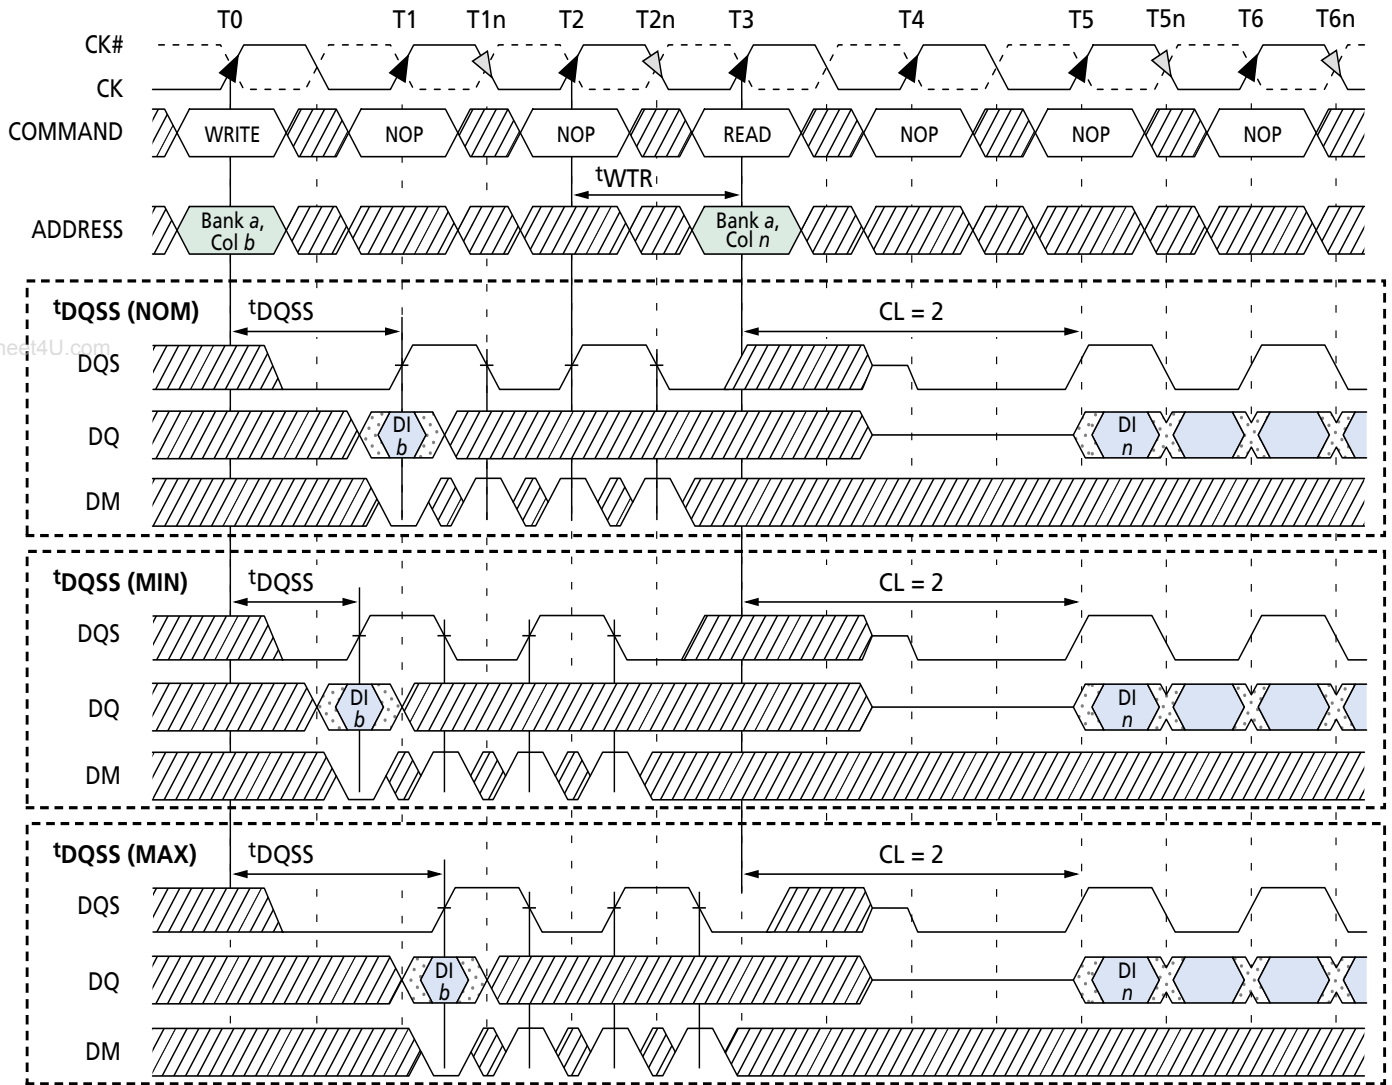 T0 T1 T1n T2 T2n T3 T4 T5 T5n T6 T6n
CK#
CK
COMMAND WRITE NOP NOP READ NOP NOP NOP
tWTR
ADDRESS Bank a, Col b Bank a, Col n
tDQSS (NOM) tDQSS CL = 2
heet4U.com
DQS
DQ DI b DI n
DM
tDQSS (MIN) tDQSS CL = 2
DQS
DQ DI b DI n
DM
tDQSS (MAX) tDQSS CL = 2
DQS
DQ DI b DI n
DM